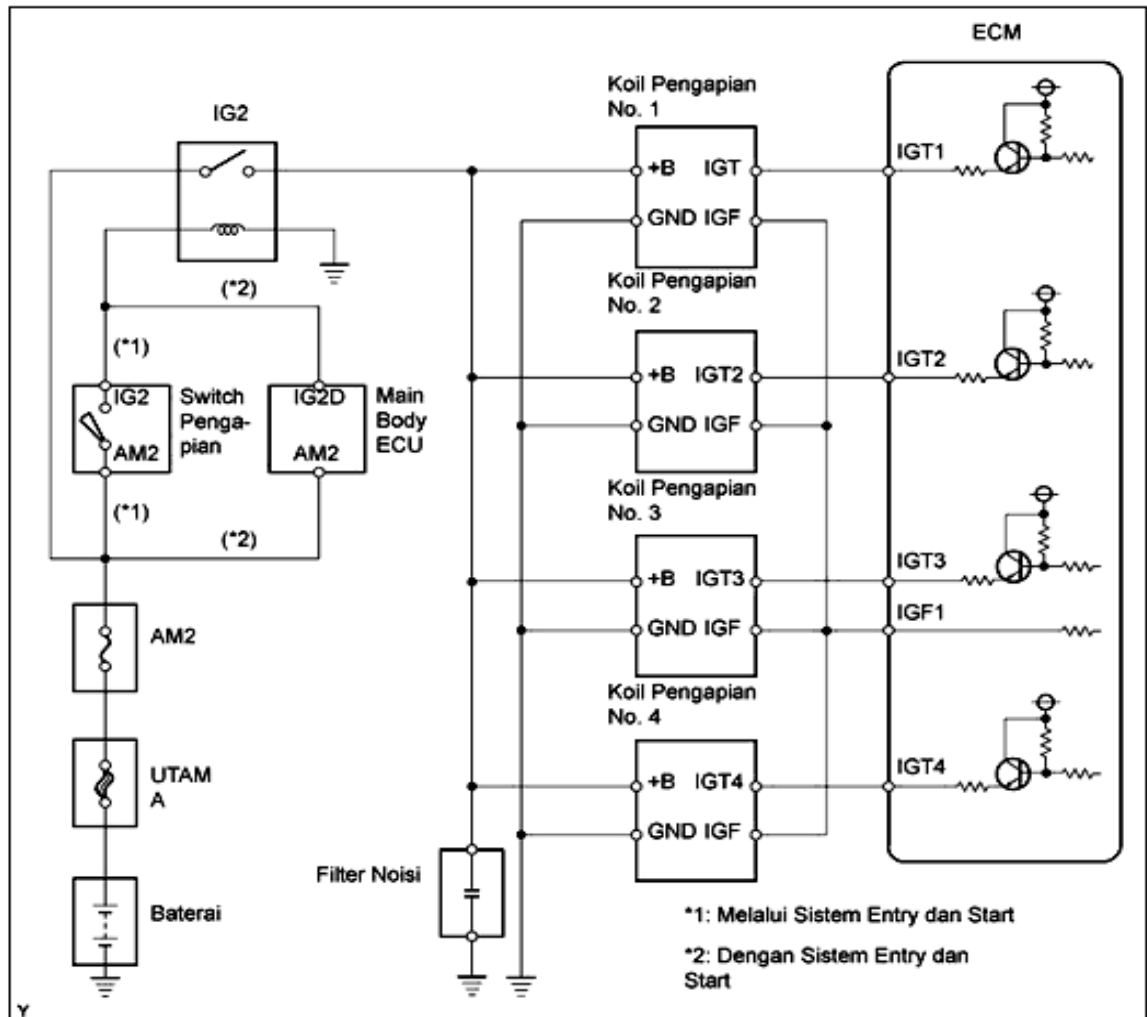 ECM
IG2
Koil Pengapian
No. 1
+B IGT
GND IGF
IGT1
(*2)
(*1)
IG2
AM2
Switch
Penga-
pian
IG2D
AM2
Main
Body
ECU
(*1)
(*2)
Koil Pengapian
No. 2
+B IGT2
GND IGF
IGT2
Koil Pengapian
No. 3
+B IGT3
GND IGF
IGT3
IGF1
Koil Pengapian
No. 4
+B IGT4
GND IGF
IGT4
AM2
UTAM
A
Baterai
Filter Noisi
*1: Melalui Sistem Entry dan Start
*2: Dengan Sistem Entry dan
Start
Y